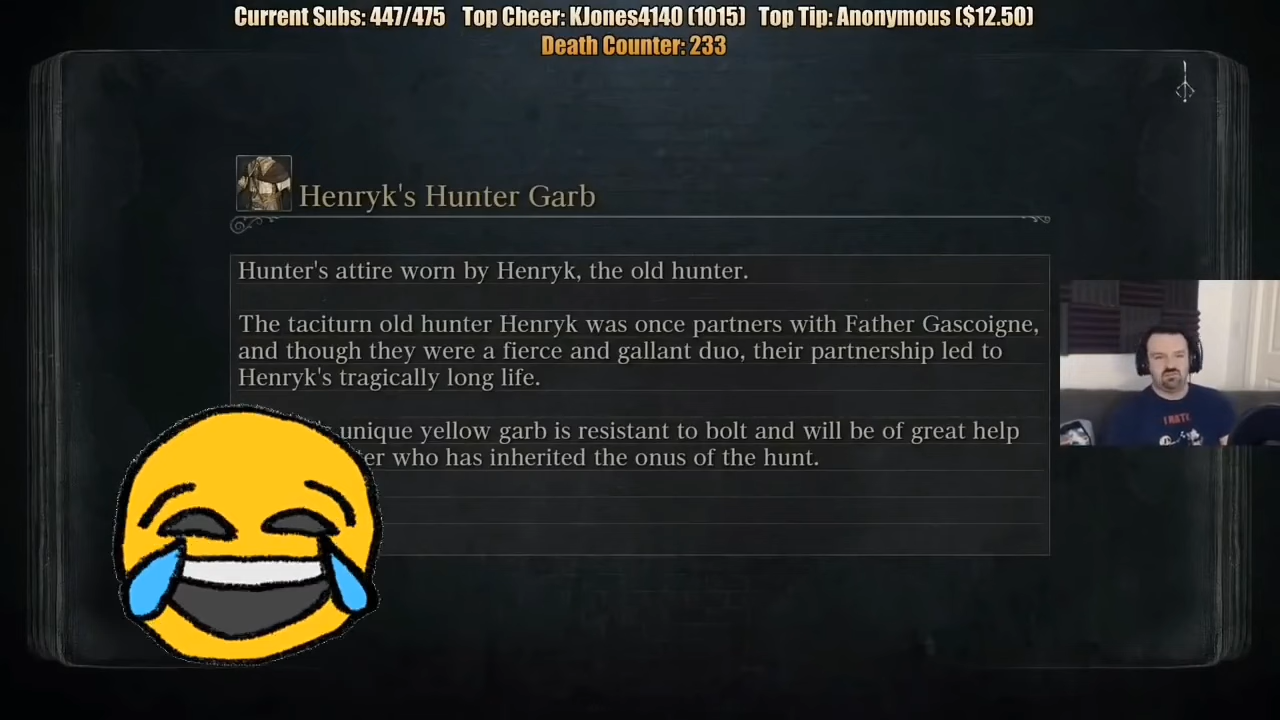 Current Subs: 447/475 Top Cheer: KJones4140 (1015) Top Tip: Anonymous ($12.50)
Death Counter: 233
Henryk's Hunter Garb
Hunter's attire worn by Henryk, the old hunter.
The taciturn old hunter Henryk was once partners with Father Gascoigne,
and though they were a fierce and gallant duo, their partnership led to
Henryk's tragically long life.
unique yellow garb is resistant to bolt and will be of great help
who has inherited the onus of the hunt.
I HATE